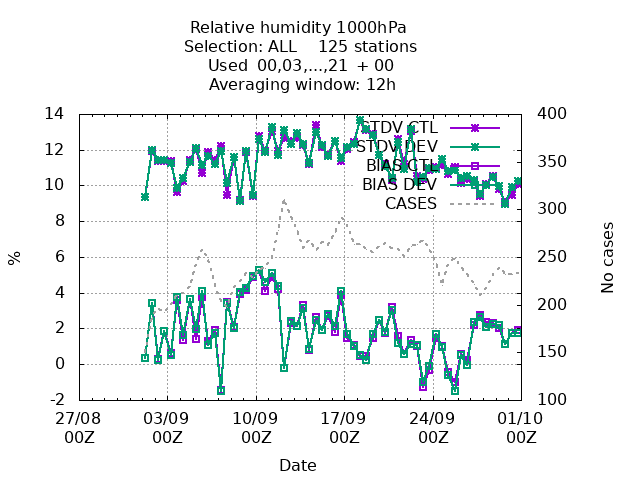 Relative humidity 1000hPa
Selection: ALL    125 stations
Used  00,03,...,21  + 00
Averaging window: 12h
14
12
10
8
6
4
2
0
-2
%
400
350
300
250
200
150
100
No cases
STDV CTL
STDV DEV
BIAS CTL
BIAS DEV
CASES
27/08 03/09 10/09 17/09 24/09 01/10
00Z 00Z 00Z 00Z 00Z 00Z
Date